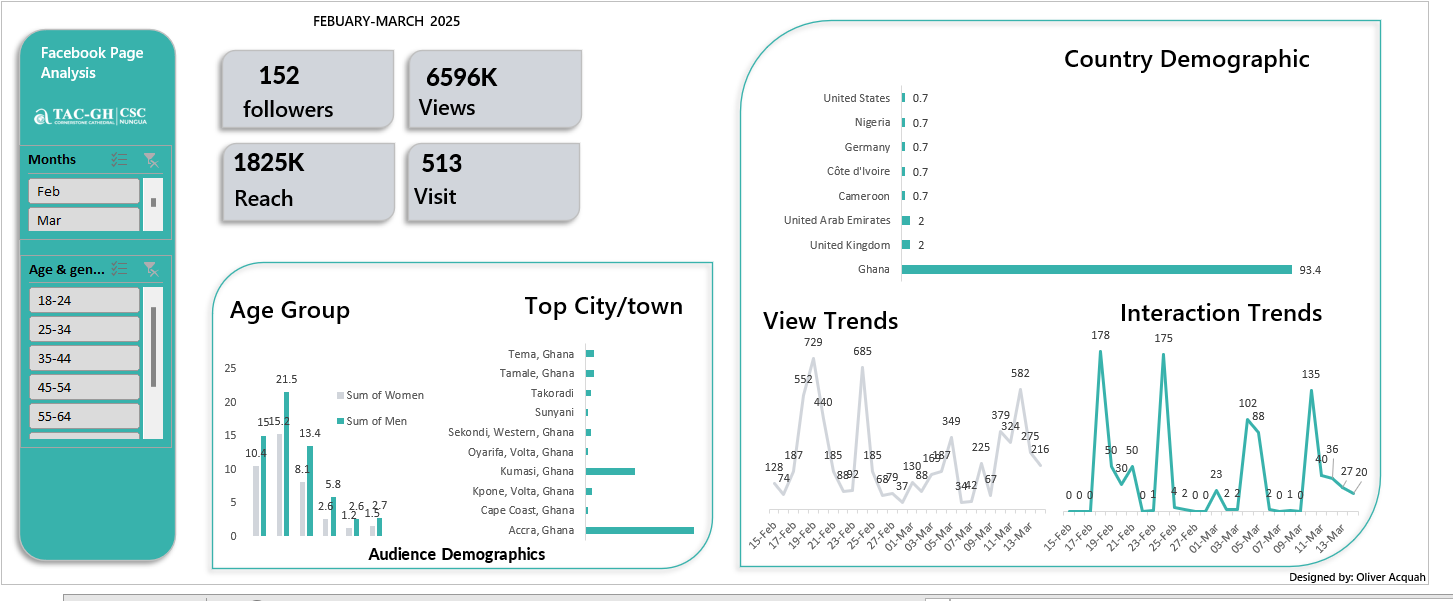 FEBUARY-MARCH 2025
Facebook Page
Analysis
TAC-GH CSC
CORNERSTONE CATHEDRAL NUNGUA
Months
Feb
Mar
Age & gen...
18-24
25-34
35-44
45-54
55-64
152
followers
6596K
Views
1825K
Reach
513
Visit
Age Group
25
20
15
10
5
0
10.4
15
15.2
21.5
8.1
13.4
2.6
5.8
1.2
2.6
1.5
2.7
Sum of Women
Sum of Men
Top City/town
Tema, Ghana
Tamale, Ghana
Takoradi
Sunyani
Sekondi, Western, Ghana
Oyarifa, Volta, Ghana
Kumasi, Ghana
Kpone, Volta, Ghana
Cape Coast, Ghana
Accra, Ghana
Audience Demographics
Country Demographic
United States 0.7
Nigeria 0.7
Germany 0.7
Côte d'Ivoire 0.7
Cameroon 0.7
United Arab Emirates 2
United Kingdom 2
Ghana 93.4
View Trends
128
74
187
552
729
440
185
88
92
685
185
68
79
37
130
88
169
187
349
34
42
225
67
379
324
582
275
216
15-Feb
17-Feb
19-Feb
21-Feb
23-Feb
25-Feb
27-Feb
01-Mar
03-Mar
05-Mar
07-Mar
09-Mar
11-Mar
13-Mar
Interaction Trends
0
0
0
178
50
30
50
0
1
175
4
2
0
0
23
2
2
102
88
2
0
1
0
135
40
36
27
20
15-Feb
17-Feb
19-Feb
21-Feb
23-Feb
25-Feb
27-Feb
01-Mar
03-Mar
05-Mar
07-Mar
09-Mar
11-Mar
13-Mar
Designed by: Oliver Acquah